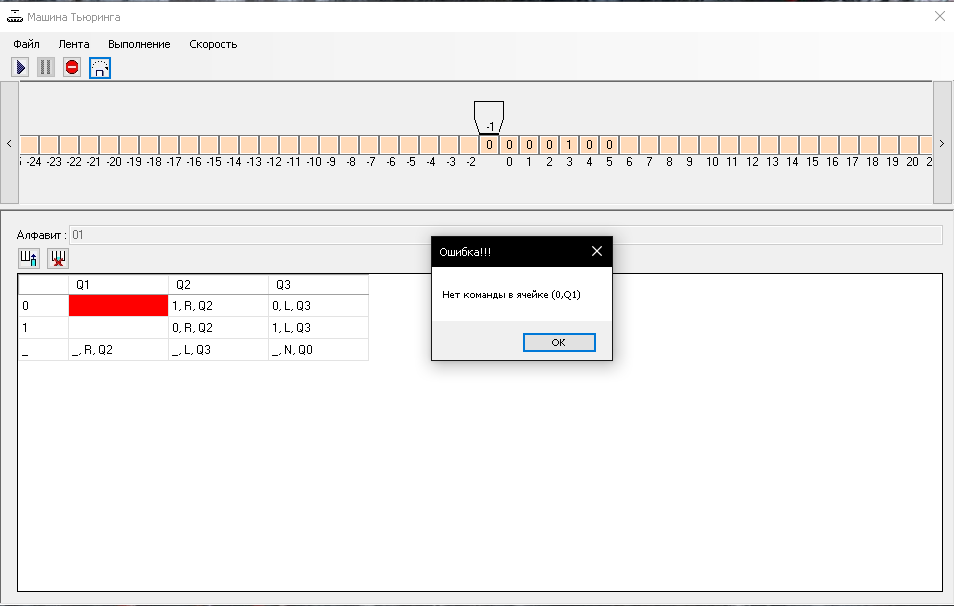 Машина Тьюринга
Файл Лента Выполнение Скорость
-1
0 0 0 0 1 0 0
-24 -23 -22 -21 -20 -19 -18 -17 -16 -15 -14 -13 -12 -11 -10 -9 -8 -7 -6 -5 -4 -3 -2 0 1 2 3 4 5 6 7 8 9 10 11 12 13 14 15 16 17 18 19 20
Алфавит : 01
Q1 Q2 Q3
0 1, R, Q2 0, L, Q3
1 0, R, Q2 1, L, Q3
_ _, R, Q2 _, L, Q3 _, N, Q0
Ошибка!!!
Нет команды в ячейке (0,Q1)
OK